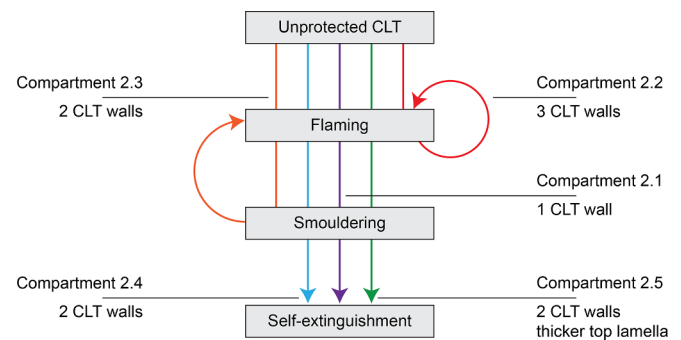 Unprotected CLT
Compartment 2.3
2 CLT walls
Compartment 2.2
3 CLT walls
Flaming
Compartment 2.1
1 CLT wall
Smouldering
Compartment 2.4
2 CLT walls
Compartment 2.5
2 CLT walls
thicker top lamella
Self-extinguishment